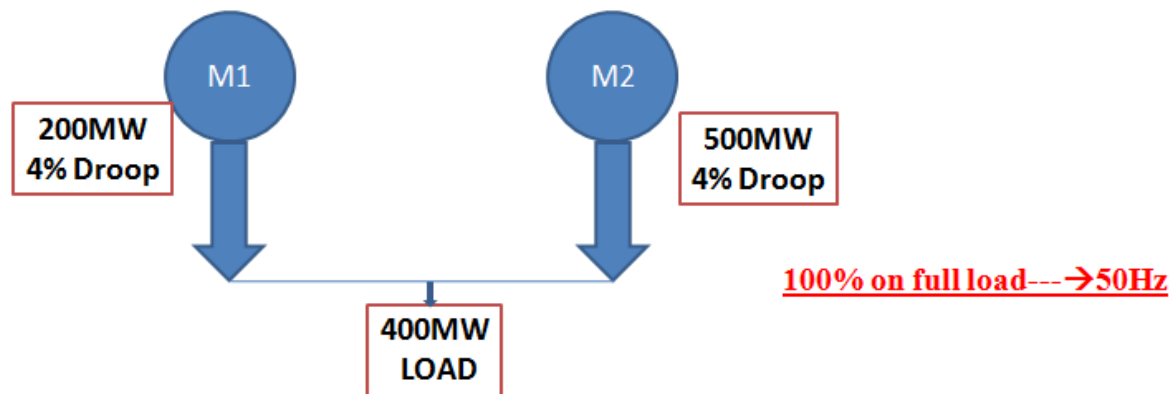 M1
M2
200MW
4% Droop
500MW
4% Droop
100% on full load---→50Hz
400MW
LOAD